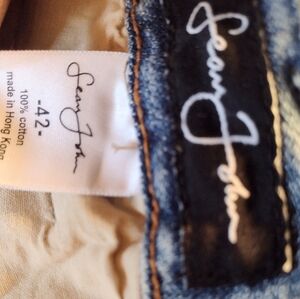 Sean John
-42-
100% cotton
made in Hong Kong
Sean John